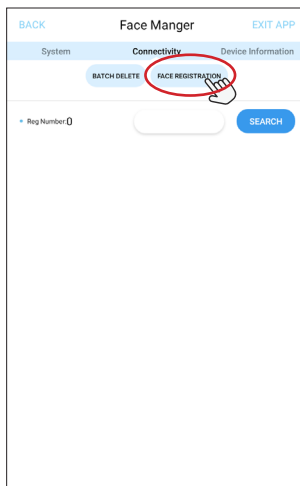 BACK Face Manger EXIT APP
System Connectivity Device Information
BATCH DELETE FACE REGISTRATION
Reg Number:0 SEARCH